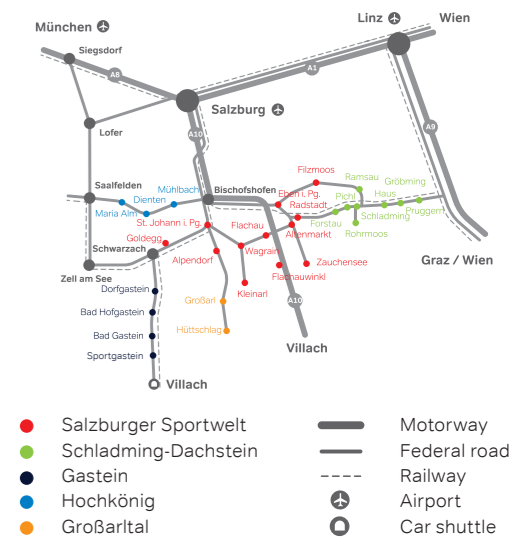 Linz
Wien
München
Siegsdorf
A8
A1
Salzburg
A9
Lofer
A10
Filzmoos
Ramsau
Gröbming
Saalfelden
Mühlbach
Bischofshofen
Eben i. Pg.
Pichl
Haus
Dienten
Radstadt
Maria Alm
Schladming
Pruggern
St. Johann i. Pg.
Flachau
Forstau
Rohrmoos
Goldegg
Altenmarkt
Schwarzach
Wagrain
Graz / Wien
Alpendorf
Zauchensee
Zell am See
Flachauwinkl
Dorfgastein
Kleinarl
Großarl
A10
Bad Hofgastein
Hüttschlag
Bad Gastein
Villach
Sportgastein
Villach
Salzburger Sportwelt
Motorway
Schladming-Dachstein
Federal road
Gastein
Railway
Hochkönig
Airport
Großarltal
Car shuttle